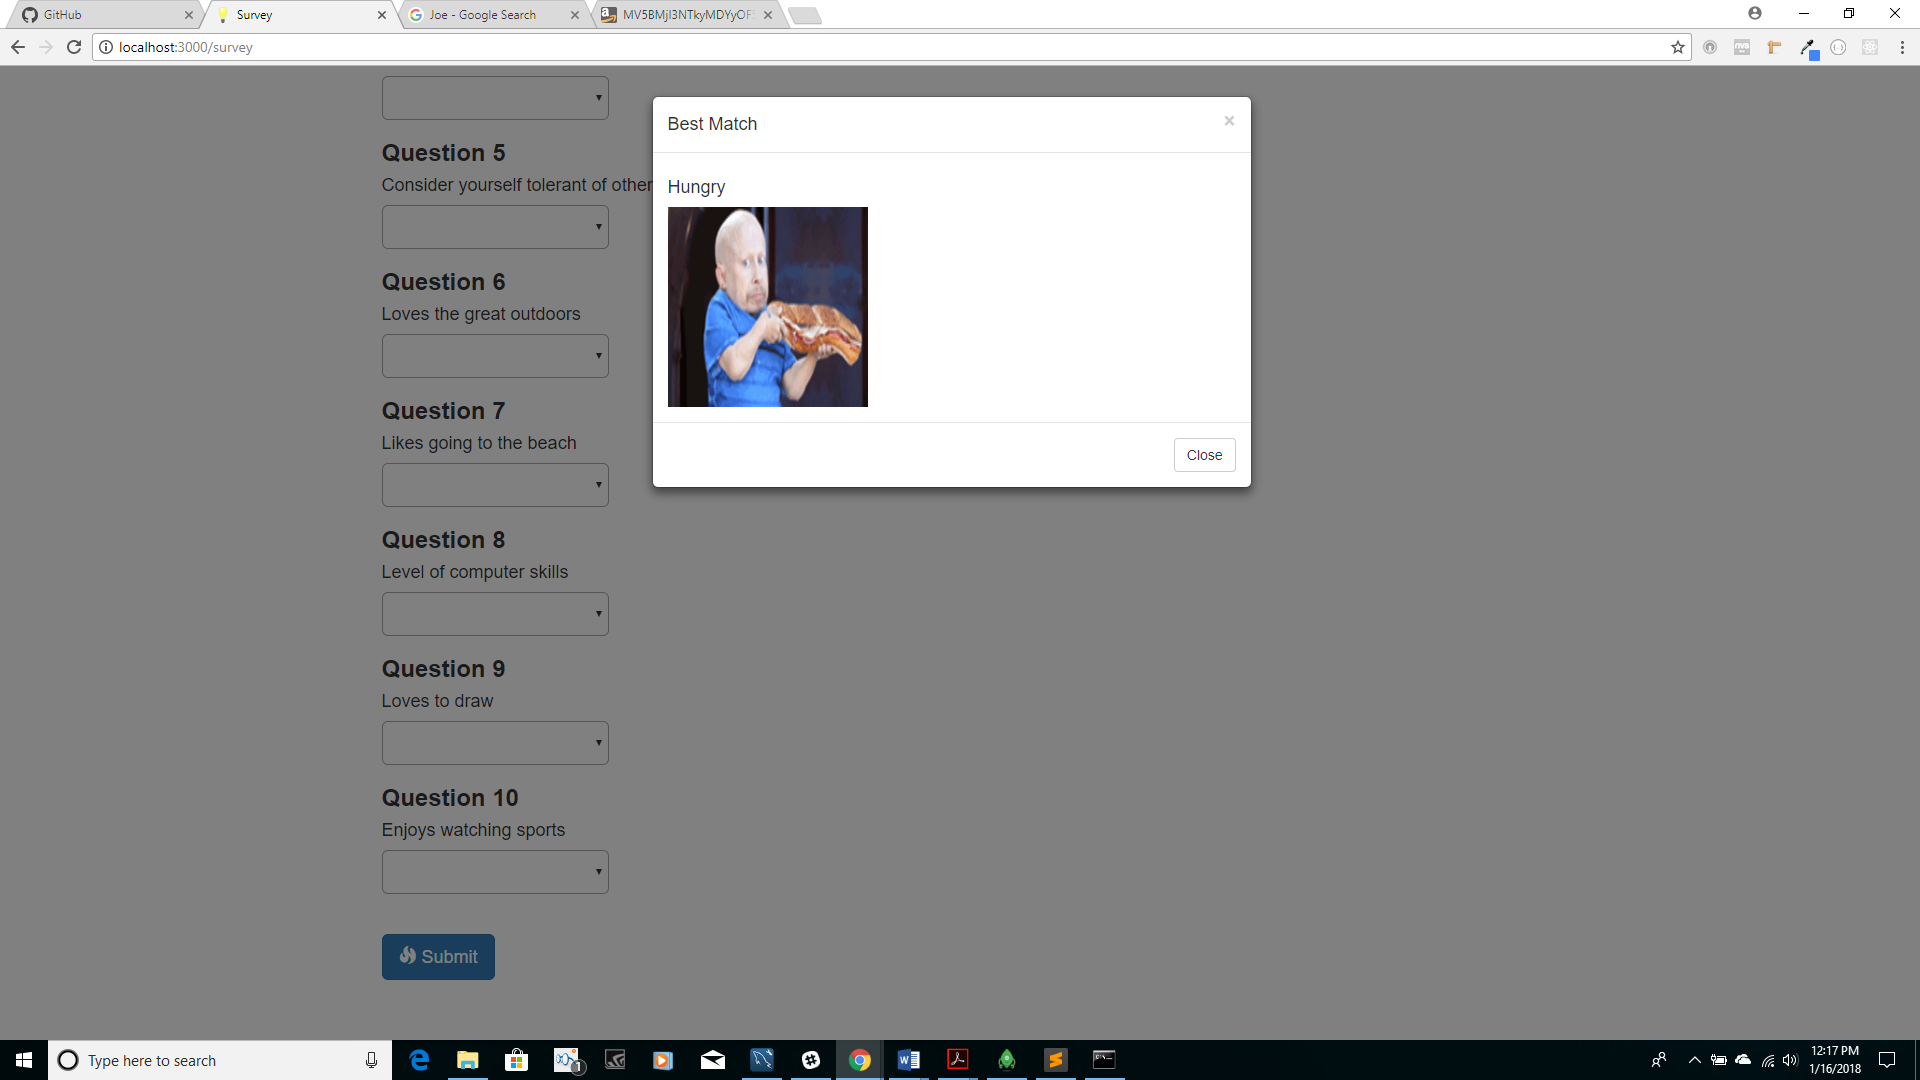 GitHub
Survey
Joe - Google Search
MV5BMjI3NTkyMDYyOF
localhost:3000/survey
Best Match
Hungry
Close
Question 5
Consider yourself tolerant of other
Question 6
Loves the great outdoors
Question 7
Likes going to the beach
Question 8
Level of computer skills
Question 9
Loves to draw
Question 10
Enjoys watching sports
Submit
Type here to search
1
12:17 PM
1/16/2018